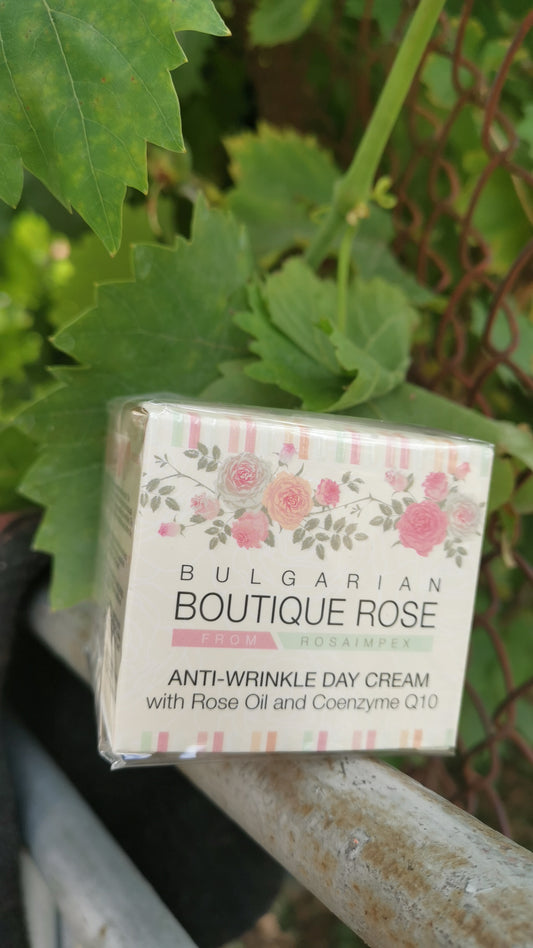 BULGARIAN
BOUTIQUE ROSE
FROM ROSAIMPEX
ANTI-WRINKLE DAY CREAM
with Rose Oil and Coenzyme Q10